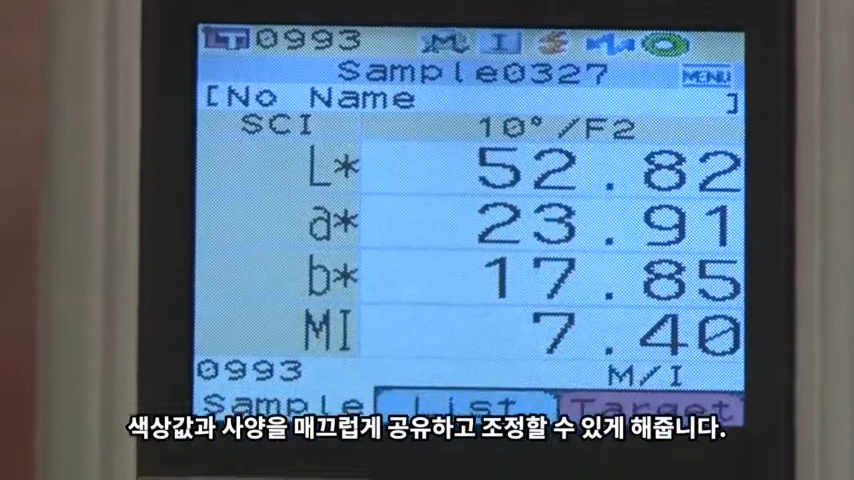 LT 0993 M I
Sample0327 MENU
[No Name ]
SCI 10°/F2
L* 52.82
a* 23.91
b* 17.85
MI 7.40
0993 M/I
Sample List Target
색상값과 사양을 매끄럽게 공유하고 조정할 수 있게 해줍니다.